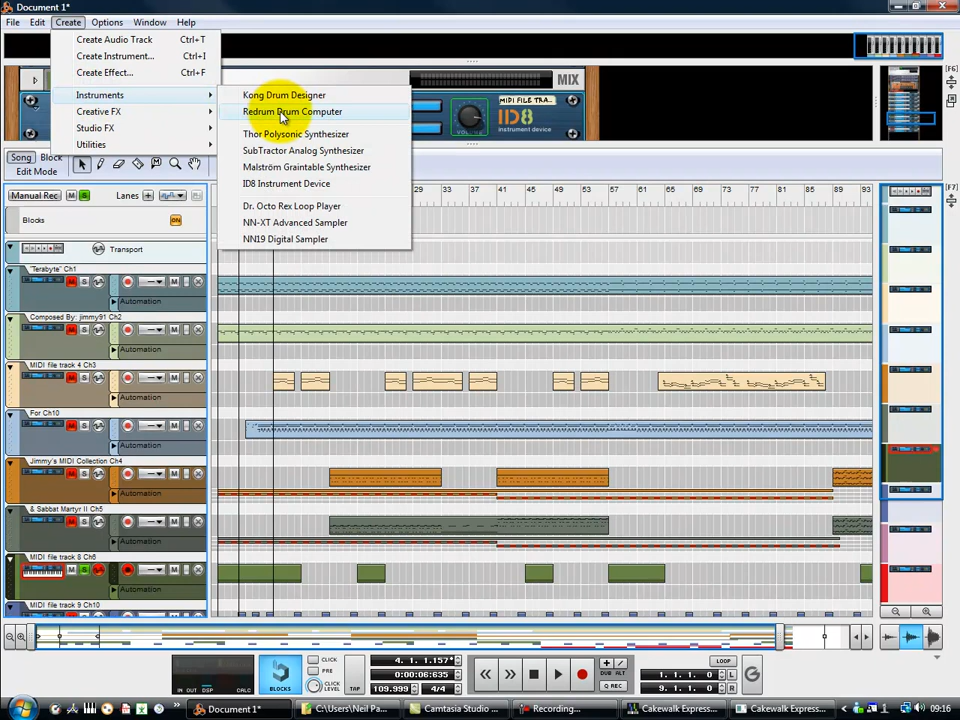 Document 1*
File Edit Create Options Window Help
Create Audio Track Ctrl+T
Create Instrument... Ctrl+I
Create Effect... Ctrl+F
Instruments
Creative FX
Studio FX
Utilities
Kong Drum Designer
Redrum Drum Computer
Thor Polysonic Synthesizer
SubTractor Analog Synthesizer
Malström Graintable Synthesizer
ID8 Instrument Device
Dr. Octo Rex Loop Player
NN-XT Advanced Sampler
NN19 Digital Sampler
MIX
MIDI FILE TRA...
ID8
instrument device
[F6]
[F7]
Song Block
Edit Mode
Manual Rec M S Lanes
29 33 37 41 45 49 53 57 61 65 69 73 77 81 85 89 93
Blocks ON
Transport
"Terabyte" Ch1
M S M
Automation
Composed By: jimmy91 Ch2
M S M
Automation
MIDI file track 4 Ch3
M S M
Automation
For Ch10
M S M
Automation
Jimmy's MIDI Collection Ch4
M S M
Automation
& Sabbat Martyr II Ch5
M S M
Automation
MIDI file track 8 Ch6
M S M
Automation
MIDI file track 9 Ch10
IN OUT DSP CALC
BLOCKS
CLICK
PRE
CLICK LEVEL
TAP
4. 1. 1.157*
0:00:06:635
109.999 4/4
DUB ALT
Q REC
LOOP
1. 1. 1. 0 L
9. 1. 1. 0 R
Document 1*
C:\Users\Neil Pa...
Camtasia Studio ...
Recording...
Cakewalk Express...
Cakewalk Express...
09:16